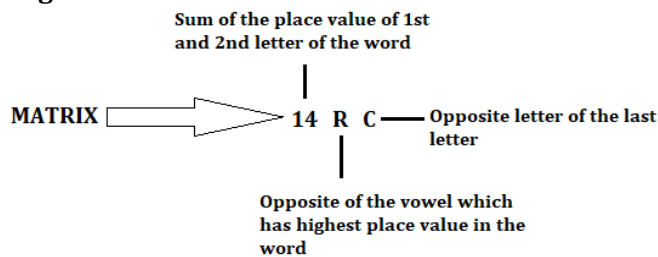 Sum of the place value of 1st
and 2nd letter of the word
MATRIX 14 R C Opposite letter of the last
letter
Opposite of the vowel which
has highest place value in the
word